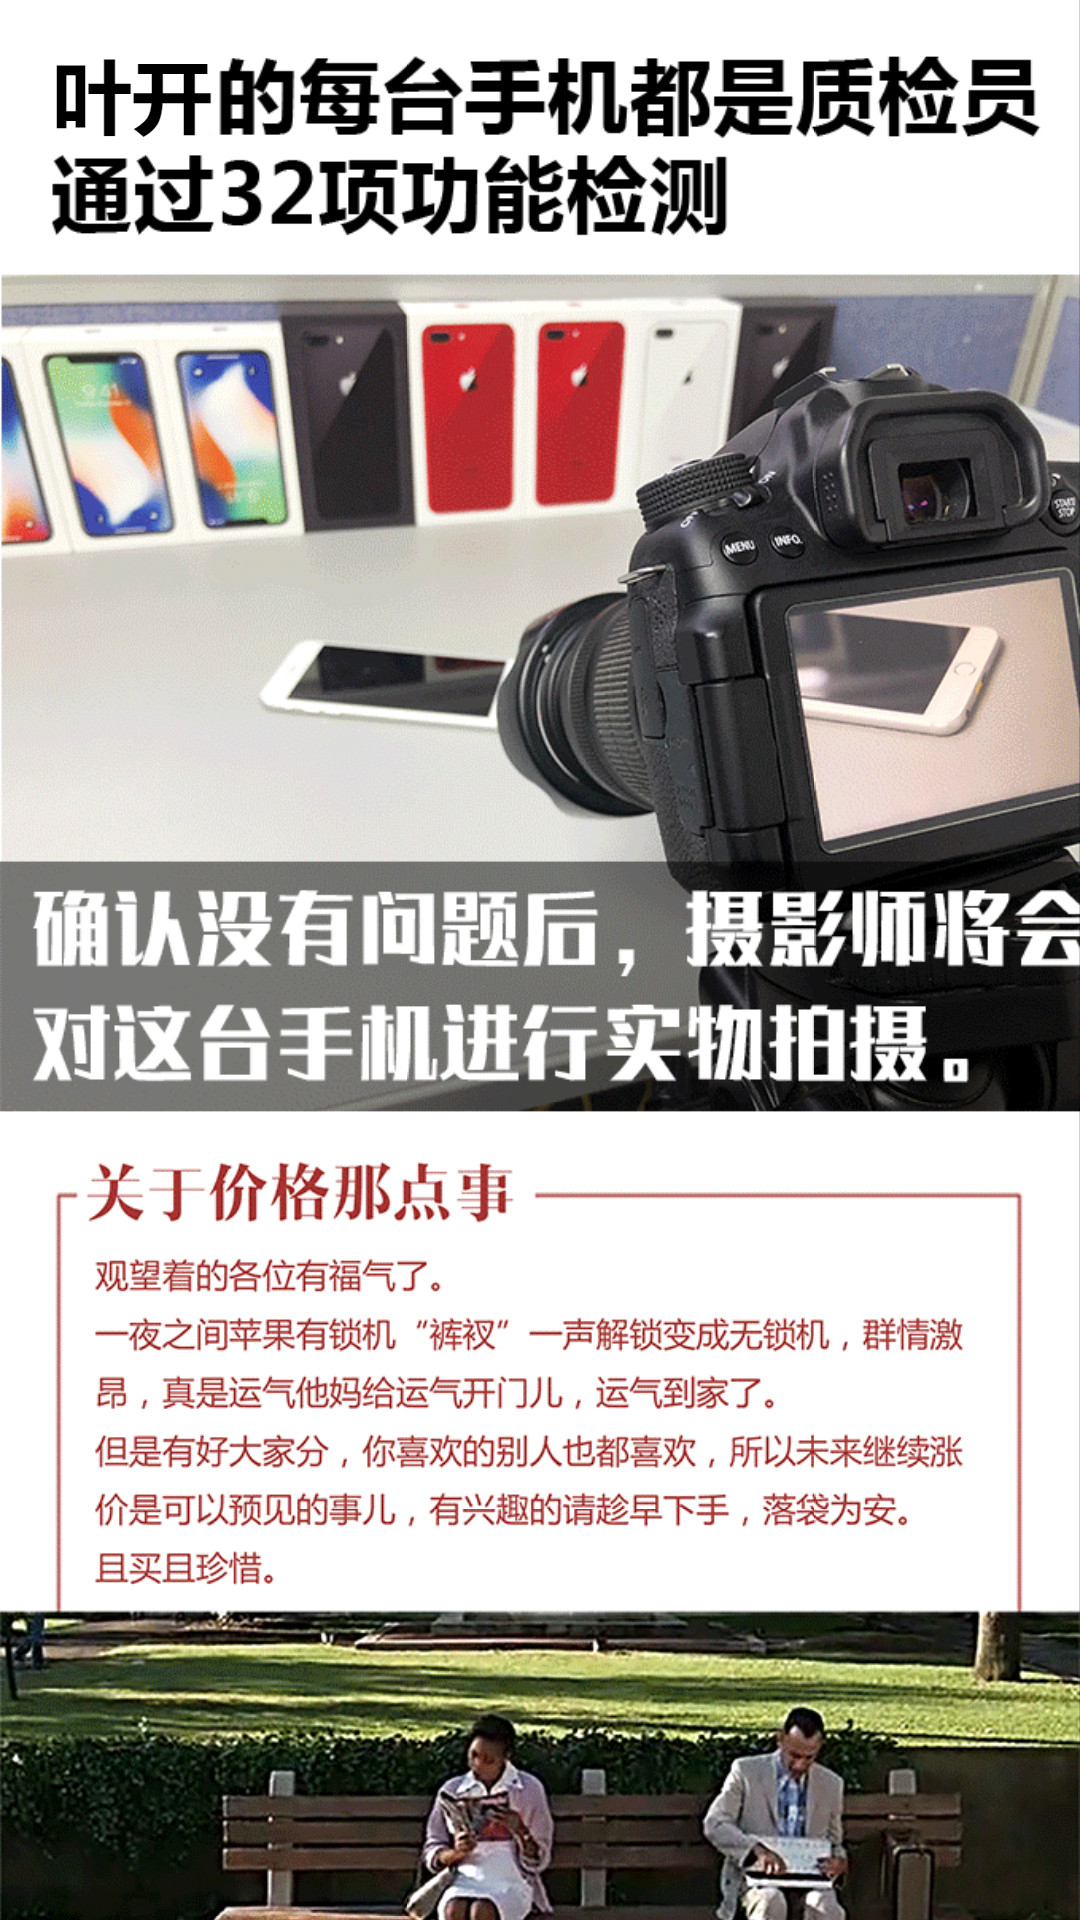 叶开的每台手机都是质检员
通过32项功能检测
MENU
INFO.
START/
STOP
确认没有问题后，摄影师将会
对这台手机进行实物拍摄。
关于价格那点事
观望着的各位有福气了。
一夜之间苹果有锁机“裤衩”一声解锁变成无锁机，群情激
昂，真是运气他妈给运气开门儿，运气到家了。
但是有好大家分，你喜欢的别人也都喜欢，所以未来继续涨
价是可以预见的事儿，有兴趣的请趁早下手，落袋为安。
且买且珍惜。